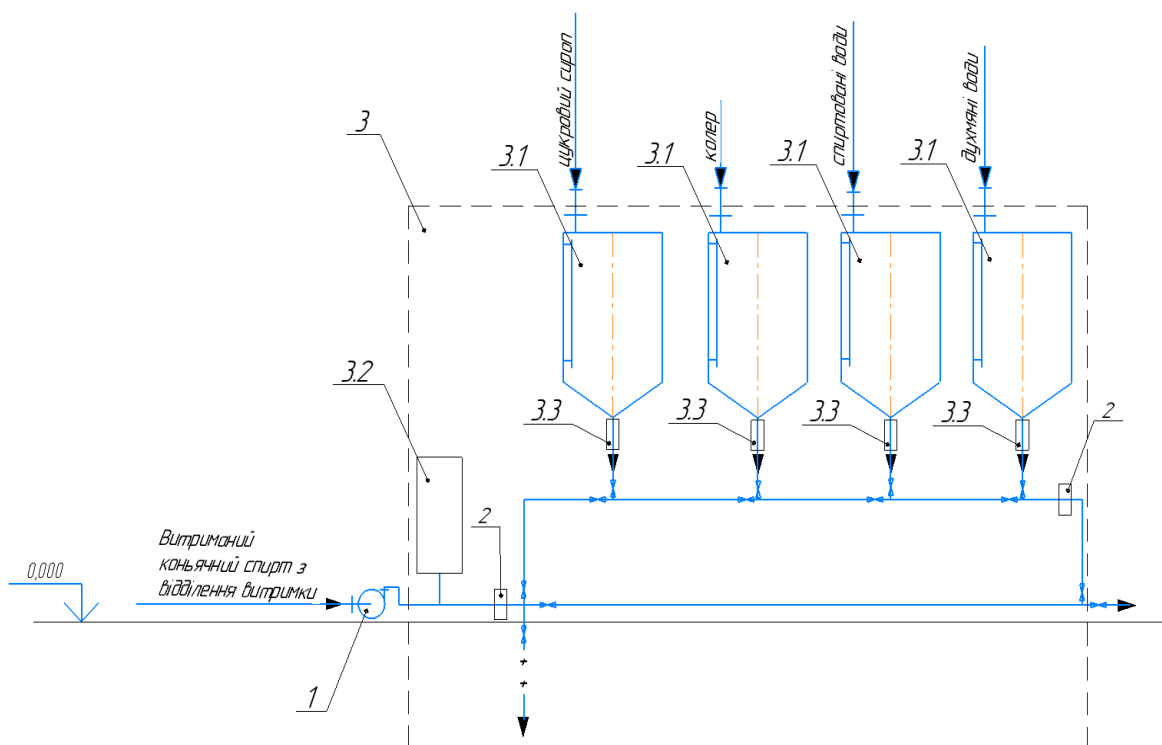 цукровий сироп
колер
спиртовані води
духмяні води
3
3.1
3.1
3.1
3.1
3.2
3.3
3.3
3.3
3.3
2
2
Витриманий
коньячний спирт з
відділення витримки
0,000
1